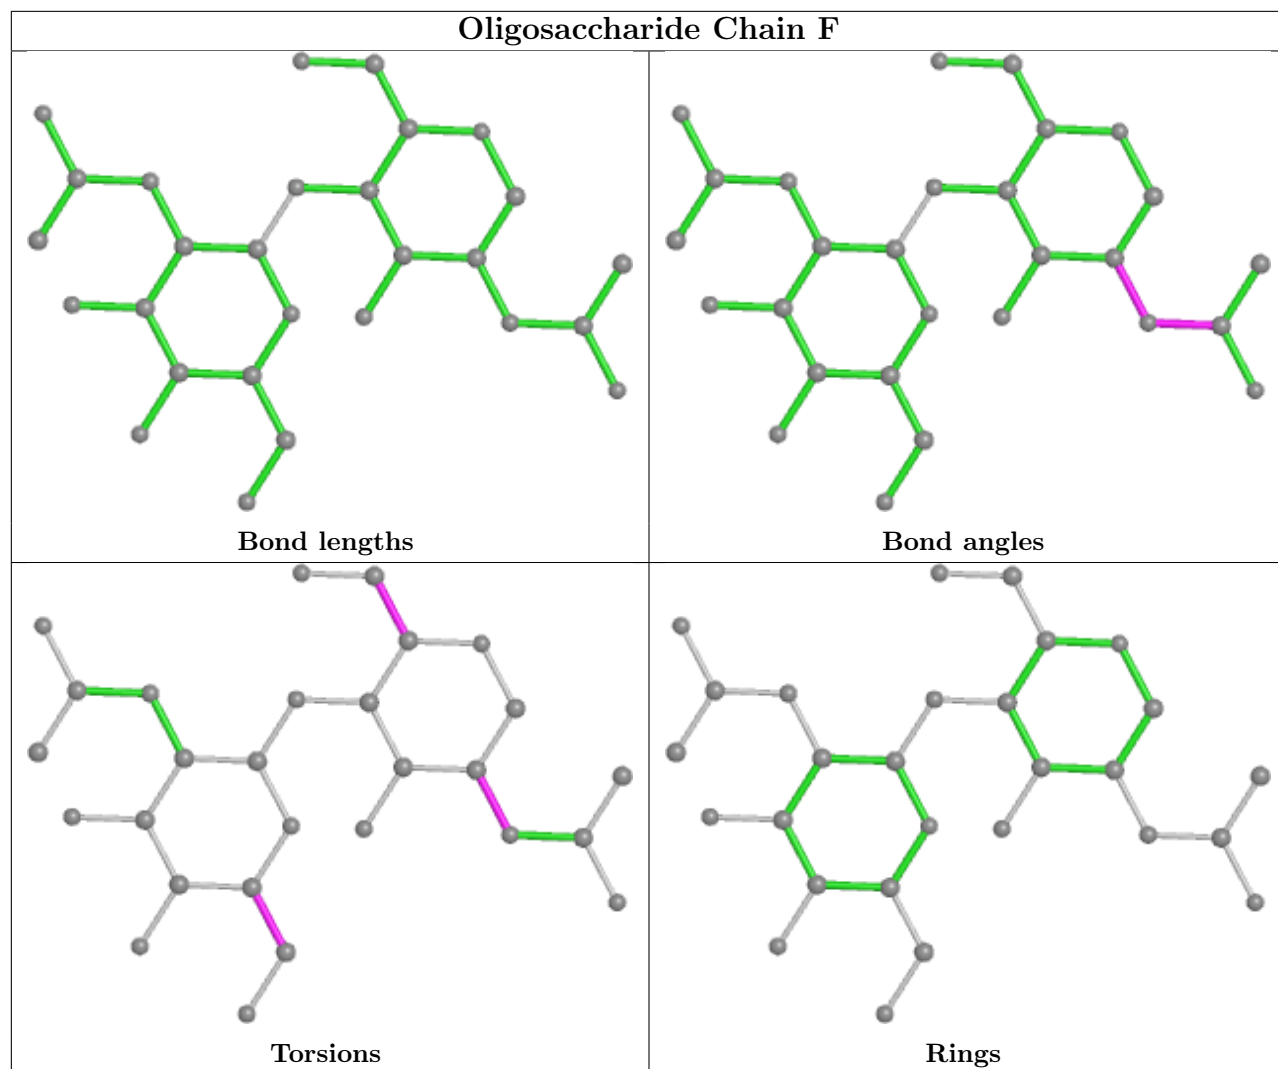 Oligosaccharide Chain F
Bond lengths
Bond angles
Torsions
Rings